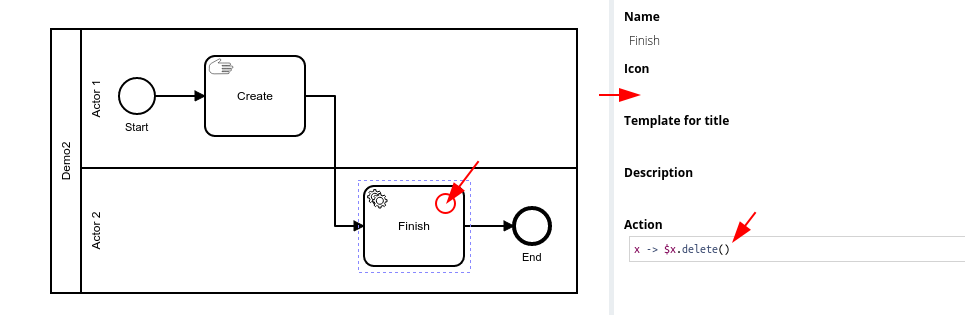 Demo2
Actor 1
Start
Create
Actor 2
Finish
End
Name
Finish
Icon
Template for title
Description
Action
x -> $x.delete()